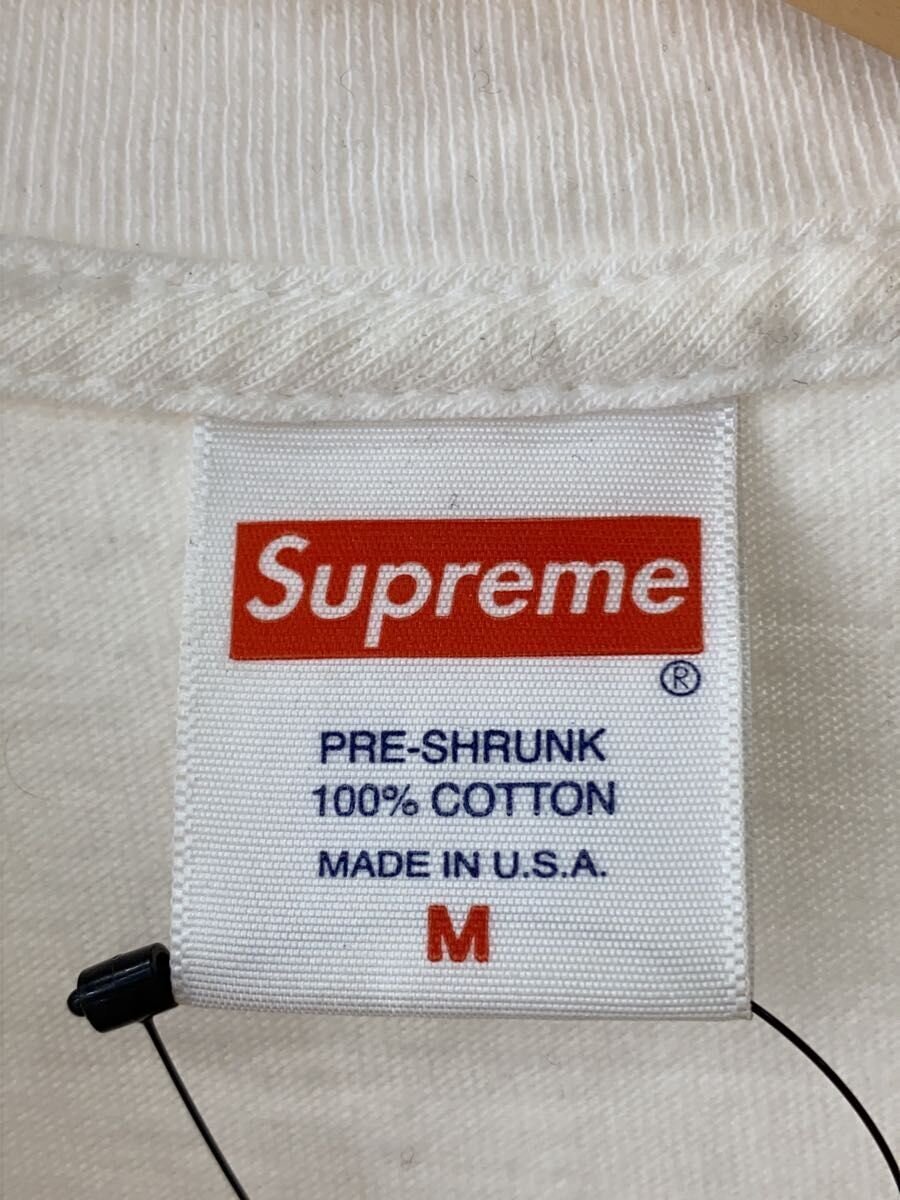 Supreme
®
PRE-SHRUNK
100% COTTON
MADE IN U.S.A.
M